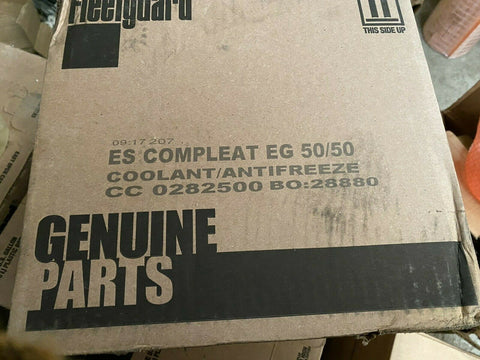 Fleetguard
THIS SIDE UP
09:17 207
ES COMPLEAT EG 50/50
COOLANT/ANTIFREEZE
CC 0282500 BO:28880
GENUINE
PARTS